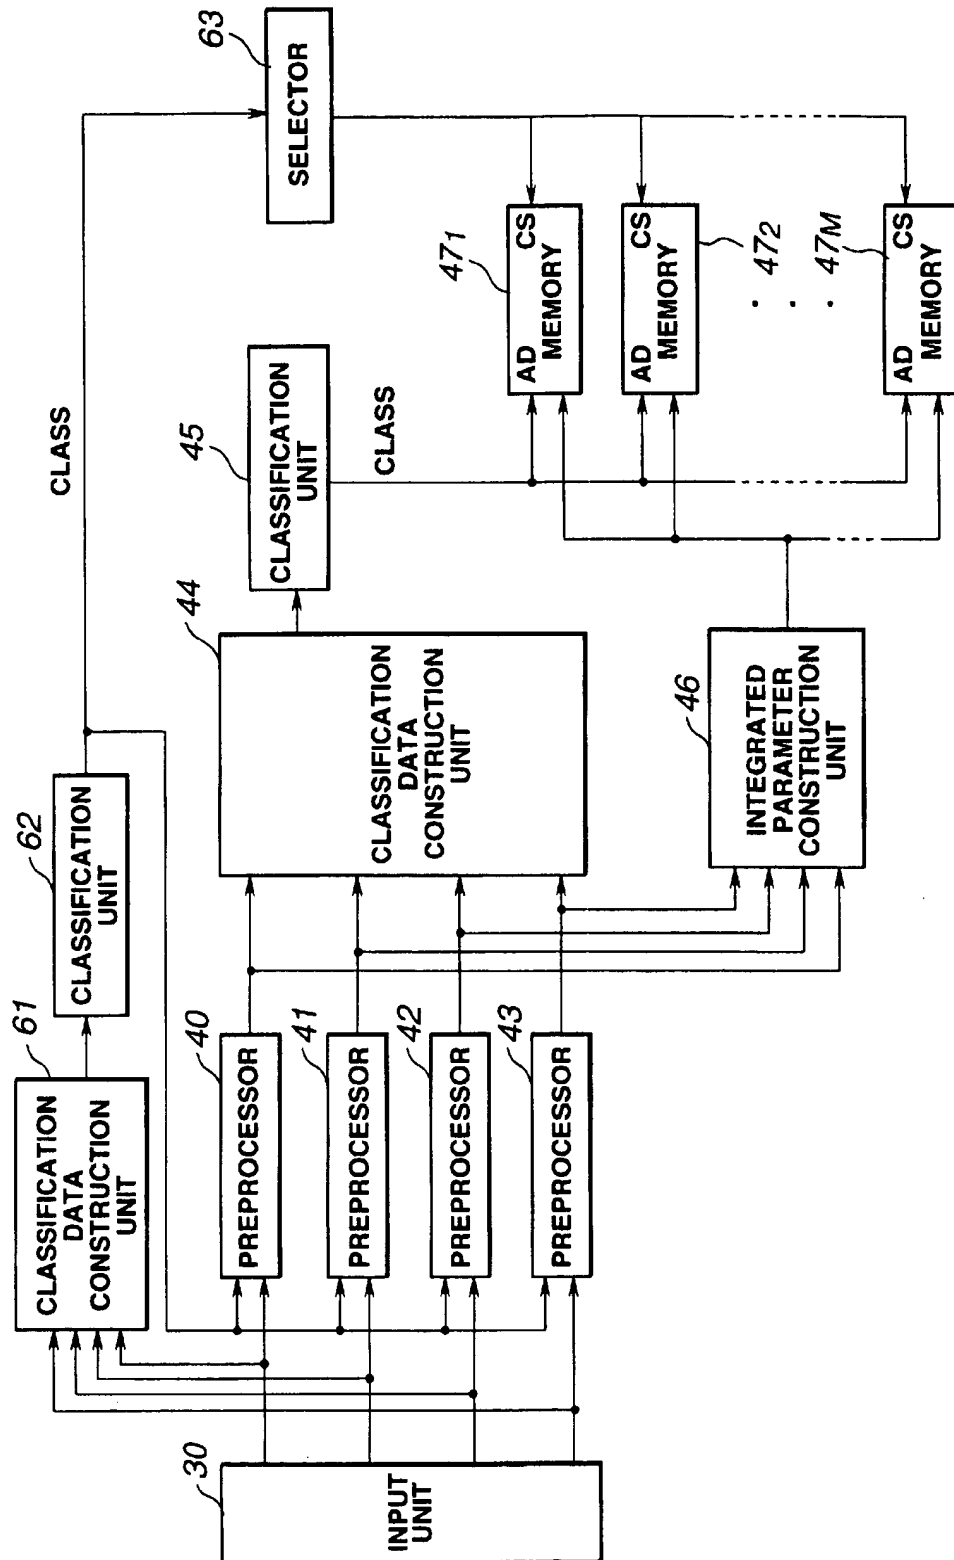 30
INPUT
UNIT
61
CLASSIFICATION
DATA
CONSTRUCTION
UNIT
62
CLASSIFICATION
UNIT
CLASS
63
SELECTOR
40
PREPROCESSOR
41
PREPROCESSOR
42
PREPROCESSOR
43
PREPROCESSOR
44
CLASSIFICATION
DATA
CONSTRUCTION
UNIT
45
CLASSIFICATION
UNIT
CLASS
46
INTEGRATED
PARAMETER
CONSTRUCTION
UNIT
471
AD CS
MEMORY
472
AD CS
MEMORY
47M
AD CS
MEMORY